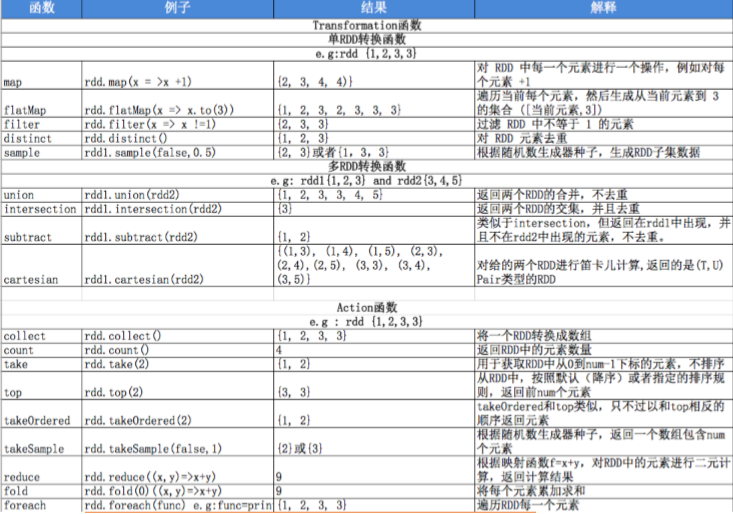 函数 例子 结果 解释
Transformation函数
单RDD转换函数
e.g:rdd {1,2,3,3}
map rdd.map(x = >x +1) {2, 3, 4, 4)} 对 RDD 中每一个元素进行一个操作，例如对每
个元素 +1
flatMap rdd.flatMap(x => x.to(3)) {1, 2, 3, 2, 3, 3, 3} 遍历当前每个元素，然后生成从当前元素到 3
的集合（[当前元素,3]）
filter rdd.filter(x => x !=1) {2, 3, 3} 过滤 RDD 中不等于 1 的元素
distinct rdd.distinct() {1, 2, 3} 对 RDD 元素去重
sample rdd1.sample(false,0.5) {2, 3}或者{1, 3, 3} 根据随机数生成器种子，生成RDD子集数据
多RDD转换函数
e.g: rdd1{1,2,3} and rdd2{3,4,5}
union rdd1.union(rdd2) {1, 2, 3, 3, 4, 5} 返回两个RDD的合并，不去重
intersection rdd1.intersection(rdd2) {3} 返回两个RDD的交集，并且去重
subtract rdd1.subtract(rdd2) {1, 2} 类似于intersection，但返回在rdd1中出现，并
且不在rdd2中出现的元素，不去重。
cartesian rdd1.cartesian(rdd2) {(1,3), (1,4), (1,5), (2,3),
(2,4),(2,5), (3,3), (3,4),
(3,5)} 对给的两个RDD进行笛卡儿计算,返回的是(T,U)
Pair类型的RDD
Action函数
e.g : rdd {1,2,3,3}
collect rdd.collect() {1, 2, 3, 3} 将一个RDD转换成数组
count rdd.count() 4 返回RDD中的元素数量
take rdd.take(2) {1, 2} 用于获取RDD中从0到num-1下标的元素，不排序
top rdd.top(2) {3, 3} 从RDD中，按照默认（降序）或者指定的排序规
则，返回前num个元素
takeOrdered rdd.takeOrdered(2) {1, 2} takeOrdered和top类似，只不过以和top相反的
顺序返回元素
takeSample rdd.takeSample(false,1) {2}或{3} 根据随机数生成器种子，返回一个数组包含num
个元素
reduce rdd.reduce((x,y)=>x+y) 9 根据映射函数f=x+y，对RDD中的元素进行二元计
算，返回计算结果
fold rdd.fold(0)((x,y)=>x+y) 9 将每个元素累加求和
foreach rdd.foreach(func) e.g:func=prin {1, 2, 3, 3} 遍历RDD每一个元素